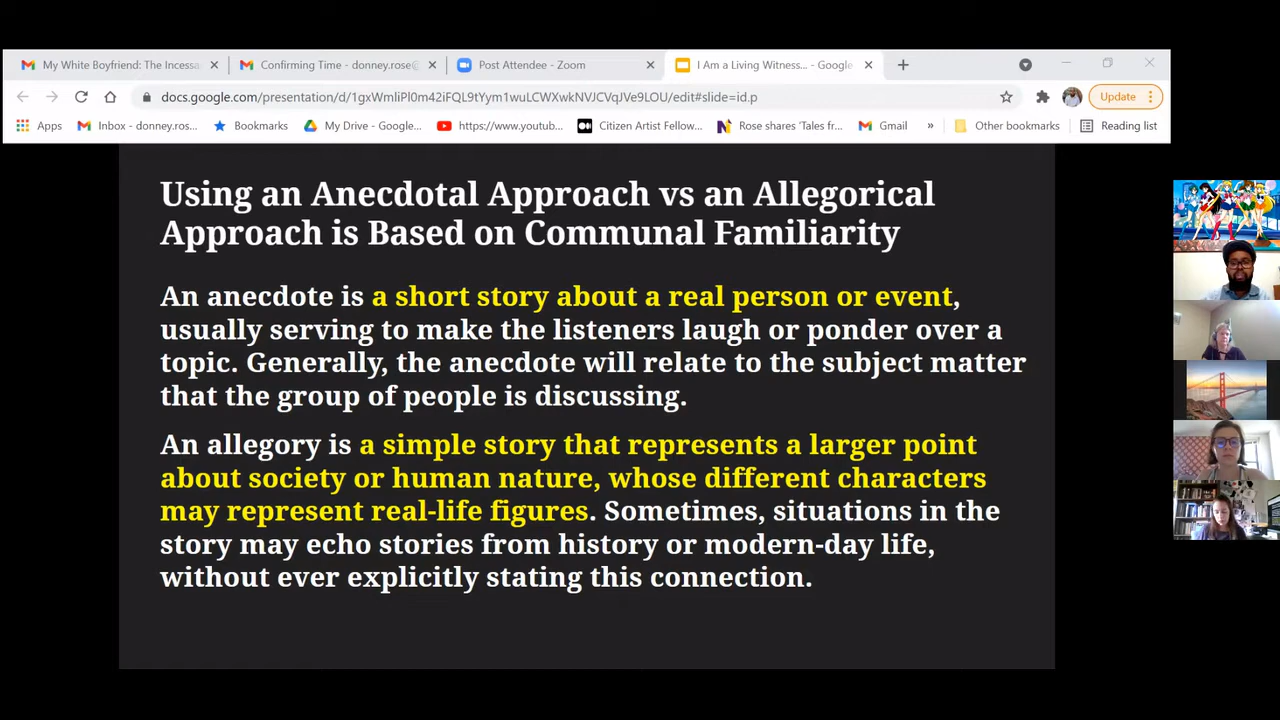 My White Boyfriend: The Incessa
Confirming Time - donney.rose@
Post Attendee - Zoom
I Am a Living Witness... - Google
docs.google.com/presentation/d/1gxWmliPl0m42iFQL9tYym1wuLCWXwkNVJCVqJVe9LOU/edit#slide=id.p
Update
Apps Inbox - donney.ros... Bookmarks My Drive - Google... https://www.youtub... Citizen Artist Fellow... Rose shares 'Tales fr... Gmail » Other bookmarks Reading list
Using an Anecdotal Approach vs an Allegorical
Approach is Based on Communal Familiarity
An anecdote is a short story about a real person or event,
usually serving to make the listeners laugh or ponder over a
topic. Generally, the anecdote will relate to the subject matter
that the group of people is discussing.
An allegory is a simple story that represents a larger point
about society or human nature, whose different characters
may represent real-life figures. Sometimes, situations in the
story may echo stories from history or modern-day life,
without ever explicitly stating this connection.